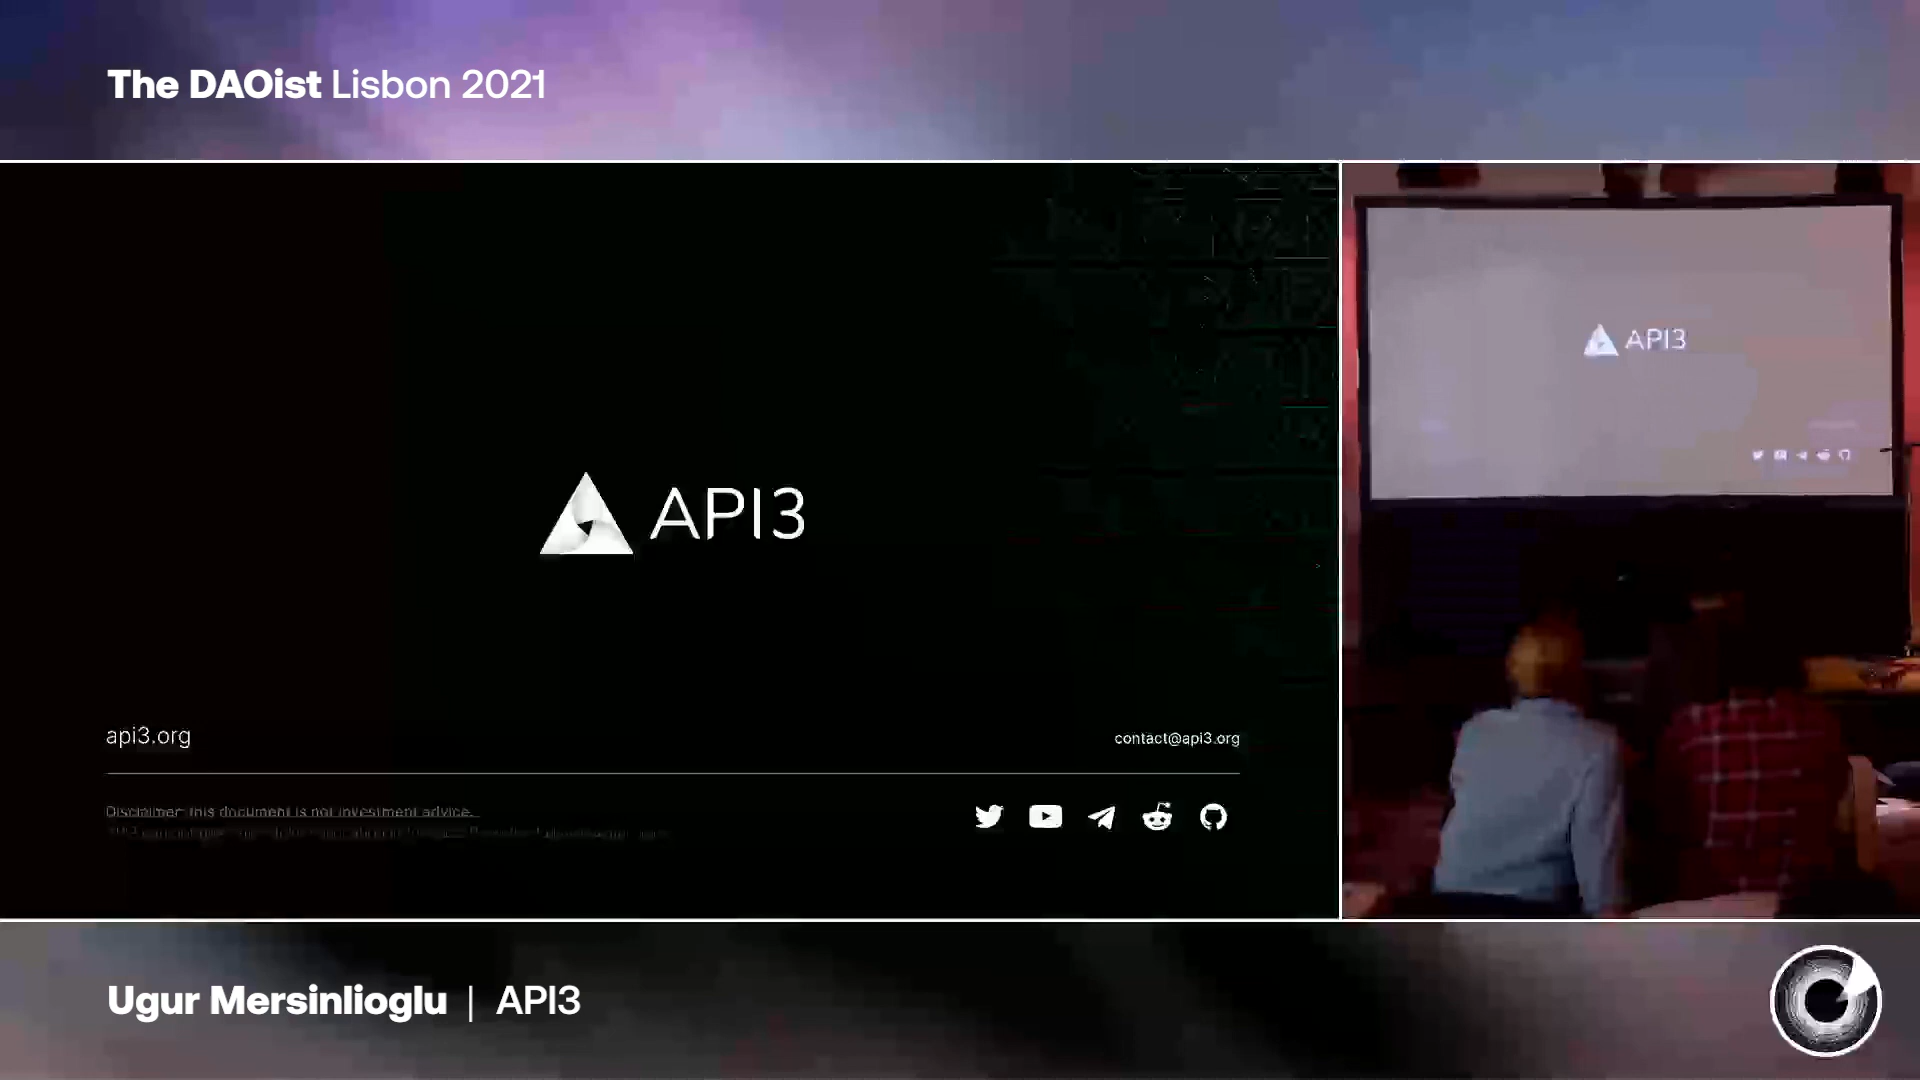 The DAOist Lisbon 2021
API3
API3
api3.org
contact@api3.org
Disclaimer: this document is not investment advice.
Ugur Mersinlioglu | API3